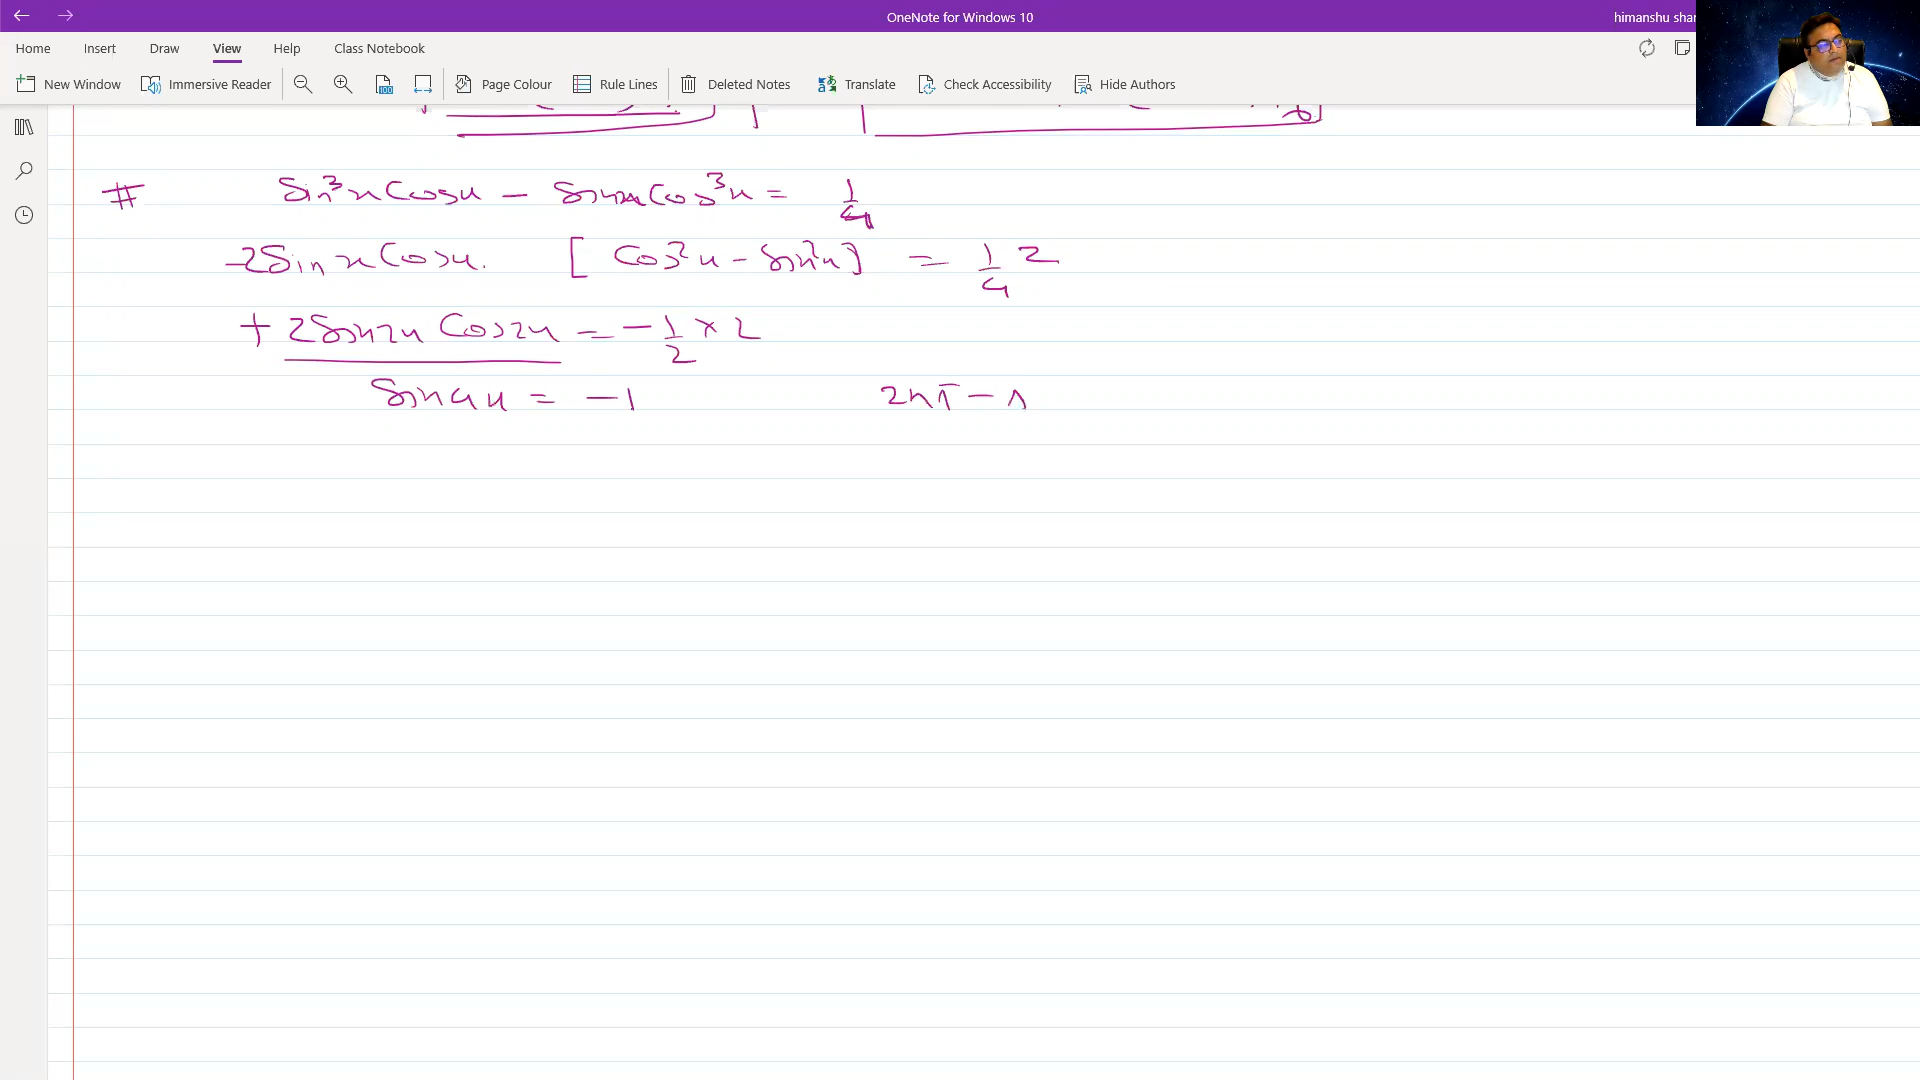 OneNote for Windows 10
himanshu shar
Home Insert Draw View Help Class Notebook
New Window Immersive Reader 100 Page Colour Rule Lines Deleted Notes Translate Check Accessibility Hide Authors
# Sin³x Cosx − Sinx Cos³x = 1/4
−2Sinx Cosx. [Cos²x − Sin²x] = 1/4 2
+ 2Sin2x Cos2x = −1/2 × 2
Sin4x = −1 2nπ −